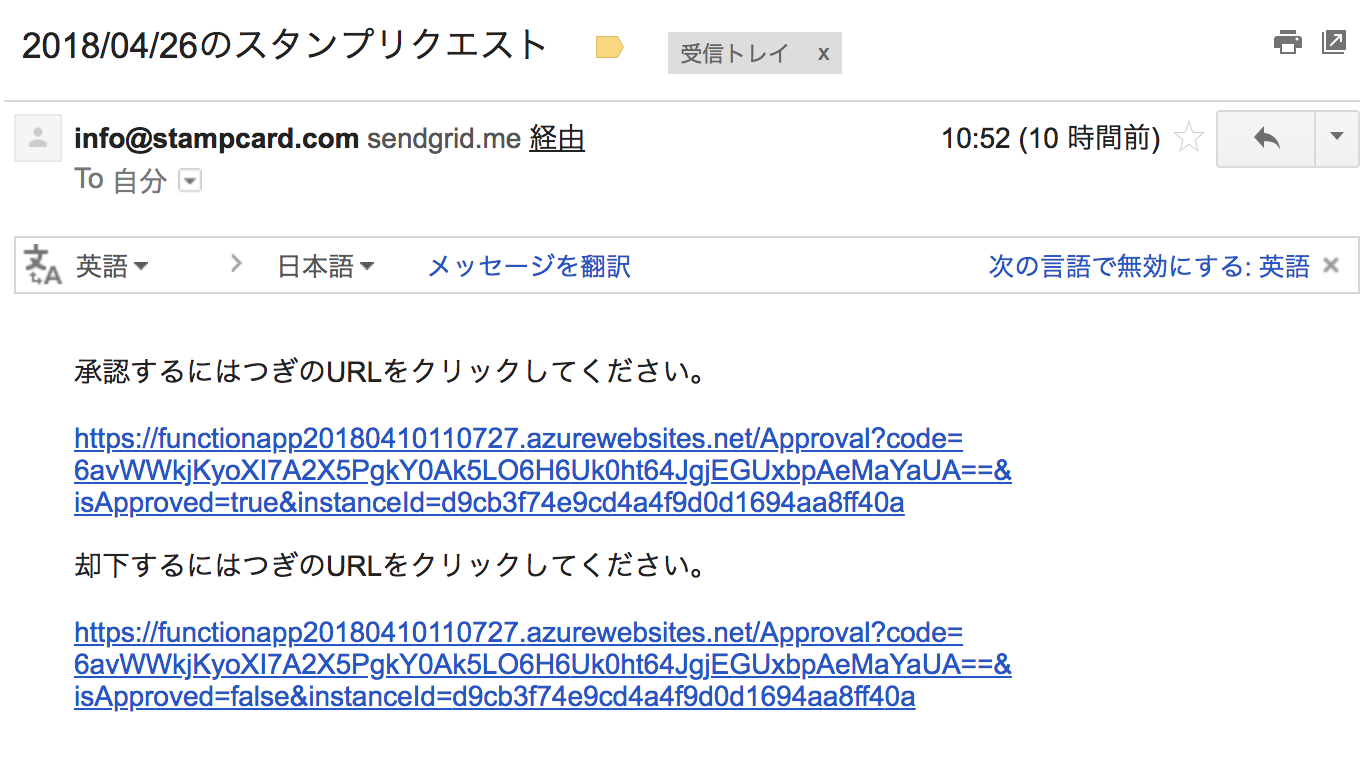 2018/04/26のスタンプリクエスト 受信トレイ x
info@stampcard.com sendgrid.me 経由 10:52 (10 時間前)
To 自分
文A 英語 > 日本語 メッセージを翻訳 次の言語で無効にする: 英語 ×
承認するにはつぎのURLをクリックしてください。
https://functionapp20180410110727.azurewebsites.net/Approval?code=
6avWWkjKyoXI7A2X5PgkY0Ak5LO6H6Uk0ht64JgjEGUxbpAeMaYaUA==&
isApproved=true&instanceId=d9cb3f74e9cd4a4f9d0d1694aa8ff40a
却下するにはつぎのURLをクリックしてください。
https://functionapp20180410110727.azurewebsites.net/Approval?code=
6avWWkjKyoXI7A2X5PgkY0Ak5LO6H6Uk0ht64JgjEGUxbpAeMaYaUA==&
isApproved=false&instanceId=d9cb3f74e9cd4a4f9d0d1694aa8ff40a